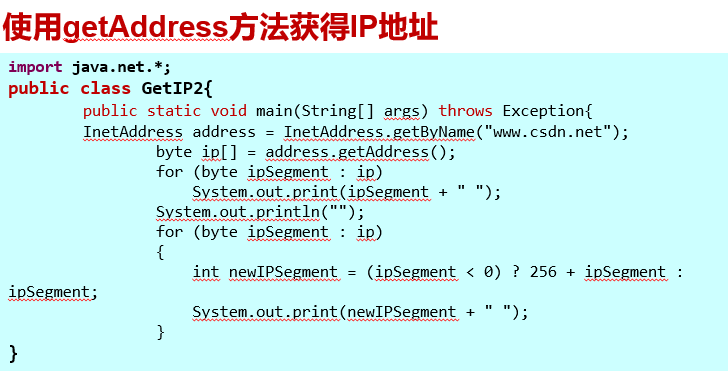 使用getAddress方法获得IP地址
import java.net.*;
public class GetIP2{
public static void main(String[] args) throws Exception{
InetAddress address = InetAddress.getByName("www.csdn.net");
byte ip[] = address.getAddress();
for (byte ipSegment : ip)
System.out.print(ipSegment + " ");
System.out.println("");
for (byte ipSegment : ip)
{
int newIPSegment = (ipSegment < 0) ? 256 + ipSegment :
ipSegment;
System.out.print(newIPSegment + " ");
}
}